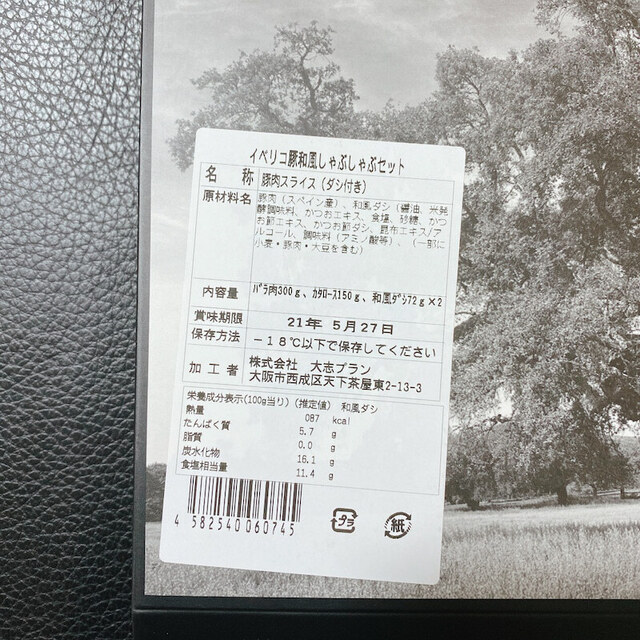 イベリコ豚和風しゃぶしゃぶセット
名 称 豚肉スライス（ダシ付き）
原材料名 豚肉（スペイン産）、和風ダシ（醤油、米発
酵調味料、かつおエキス、食塩、砂糖、かつ
お節エキス、かつお節ダシ、昆布エキス/ア
ルコール、調味料（アミノ酸等）、（一部に
小麦・豚肉・大豆を含む）
内容量 バラ肉300g、カタロース150g、和風ダシ72g×2
賞味期限 21年 5月27日
保存方法 －18℃以下で保存してください
加工者 株式会社 大志プラン
大阪市西成区天下茶屋東2-13-3
栄養成分表示(100g当り)（推定値） 和風ダシ
熱量 087 kcal
たんぱく質 5.7 g
脂質 0.0 g
炭水化物 16.1 g
食塩相当量 11.4 g
4 582540 060745
プラ
紙